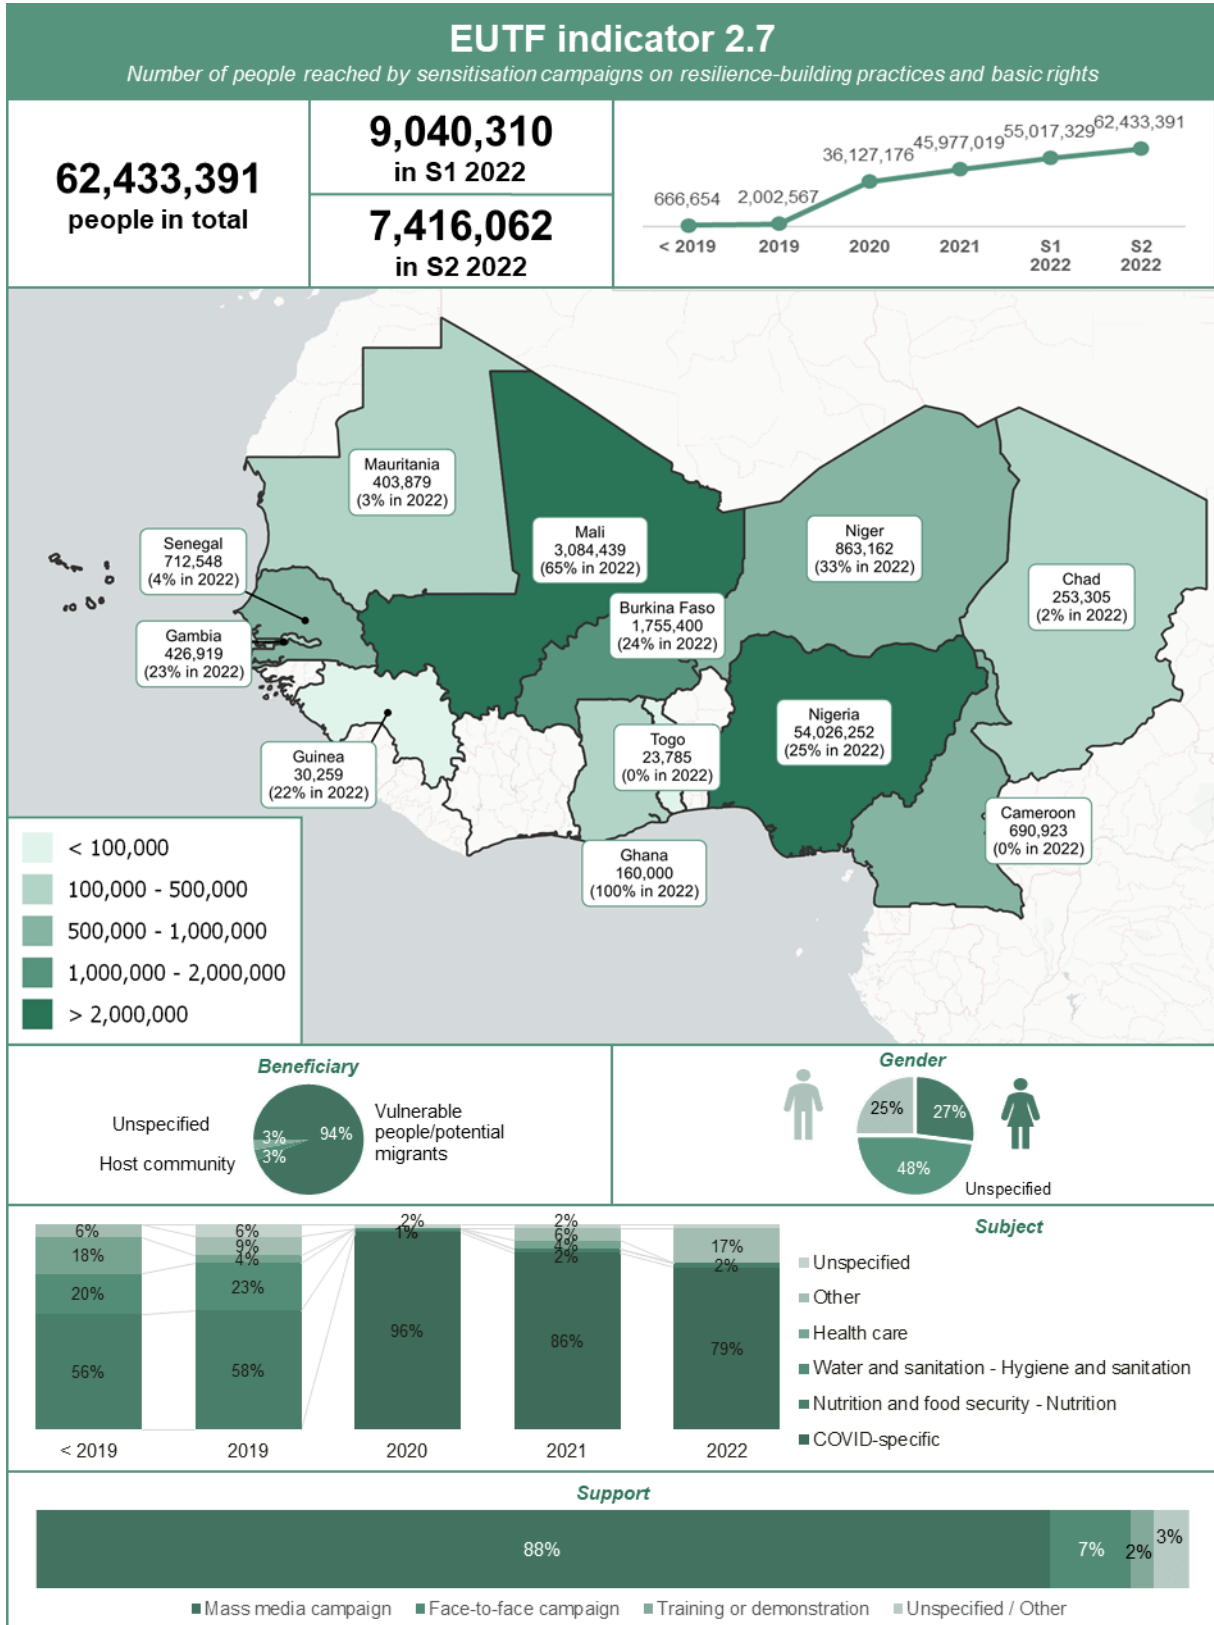 EUTF indicator 2.7
Number of people reached by sensitisation campaigns on resilience-building practices and basic rights
62,433,391
people in total
9,040,310
in S1 2022
7,416,062
in S2 2022
666,654
2,002,567
36,127,176
45,977,019
55,017,329
62,433,391
< 2019
2019
2020
2021
S1
2022
S2
2022
Mauritania
403,879
(3% in 2022)
Mali
3,084,439
(65% in 2022)
Niger
863,162
(33% in 2022)
Chad
253,305
(2% in 2022)
Senegal
712,548
(4% in 2022)
Gambia
426,919
(23% in 2022)
Burkina Faso
1,755,400
(24% in 2022)
Guinea
30,259
(22% in 2022)
Togo
23,785
(0% in 2022)
Nigeria
54,026,252
(25% in 2022)
Ghana
160,000
(100% in 2022)
Cameroon
690,923
(0% in 2022)
< 100,000
100,000 - 500,000
500,000 - 1,000,000
1,000,000 - 2,000,000
> 2,000,000
Beneficiary
Unspecified
Host community
3%
3%
94%
Vulnerable
people/potential
migrants
Gender
25%
27%
48%
Unspecified
6%
18%
20%
56%
< 2019
6%
9%
4%
23%
58%
2019
2%
1%
96%
2020
2%
6%
4%
2%
86%
2021
17%
2%
79%
2022
Subject
Unspecified
Other
Health care
Water and sanitation - Hygiene and sanitation
Nutrition and food security - Nutrition
COVID-specific
Support
88%
7%
2%
3%
Mass media campaign
Face-to-face campaign
Training or demonstration
Unspecified / Other